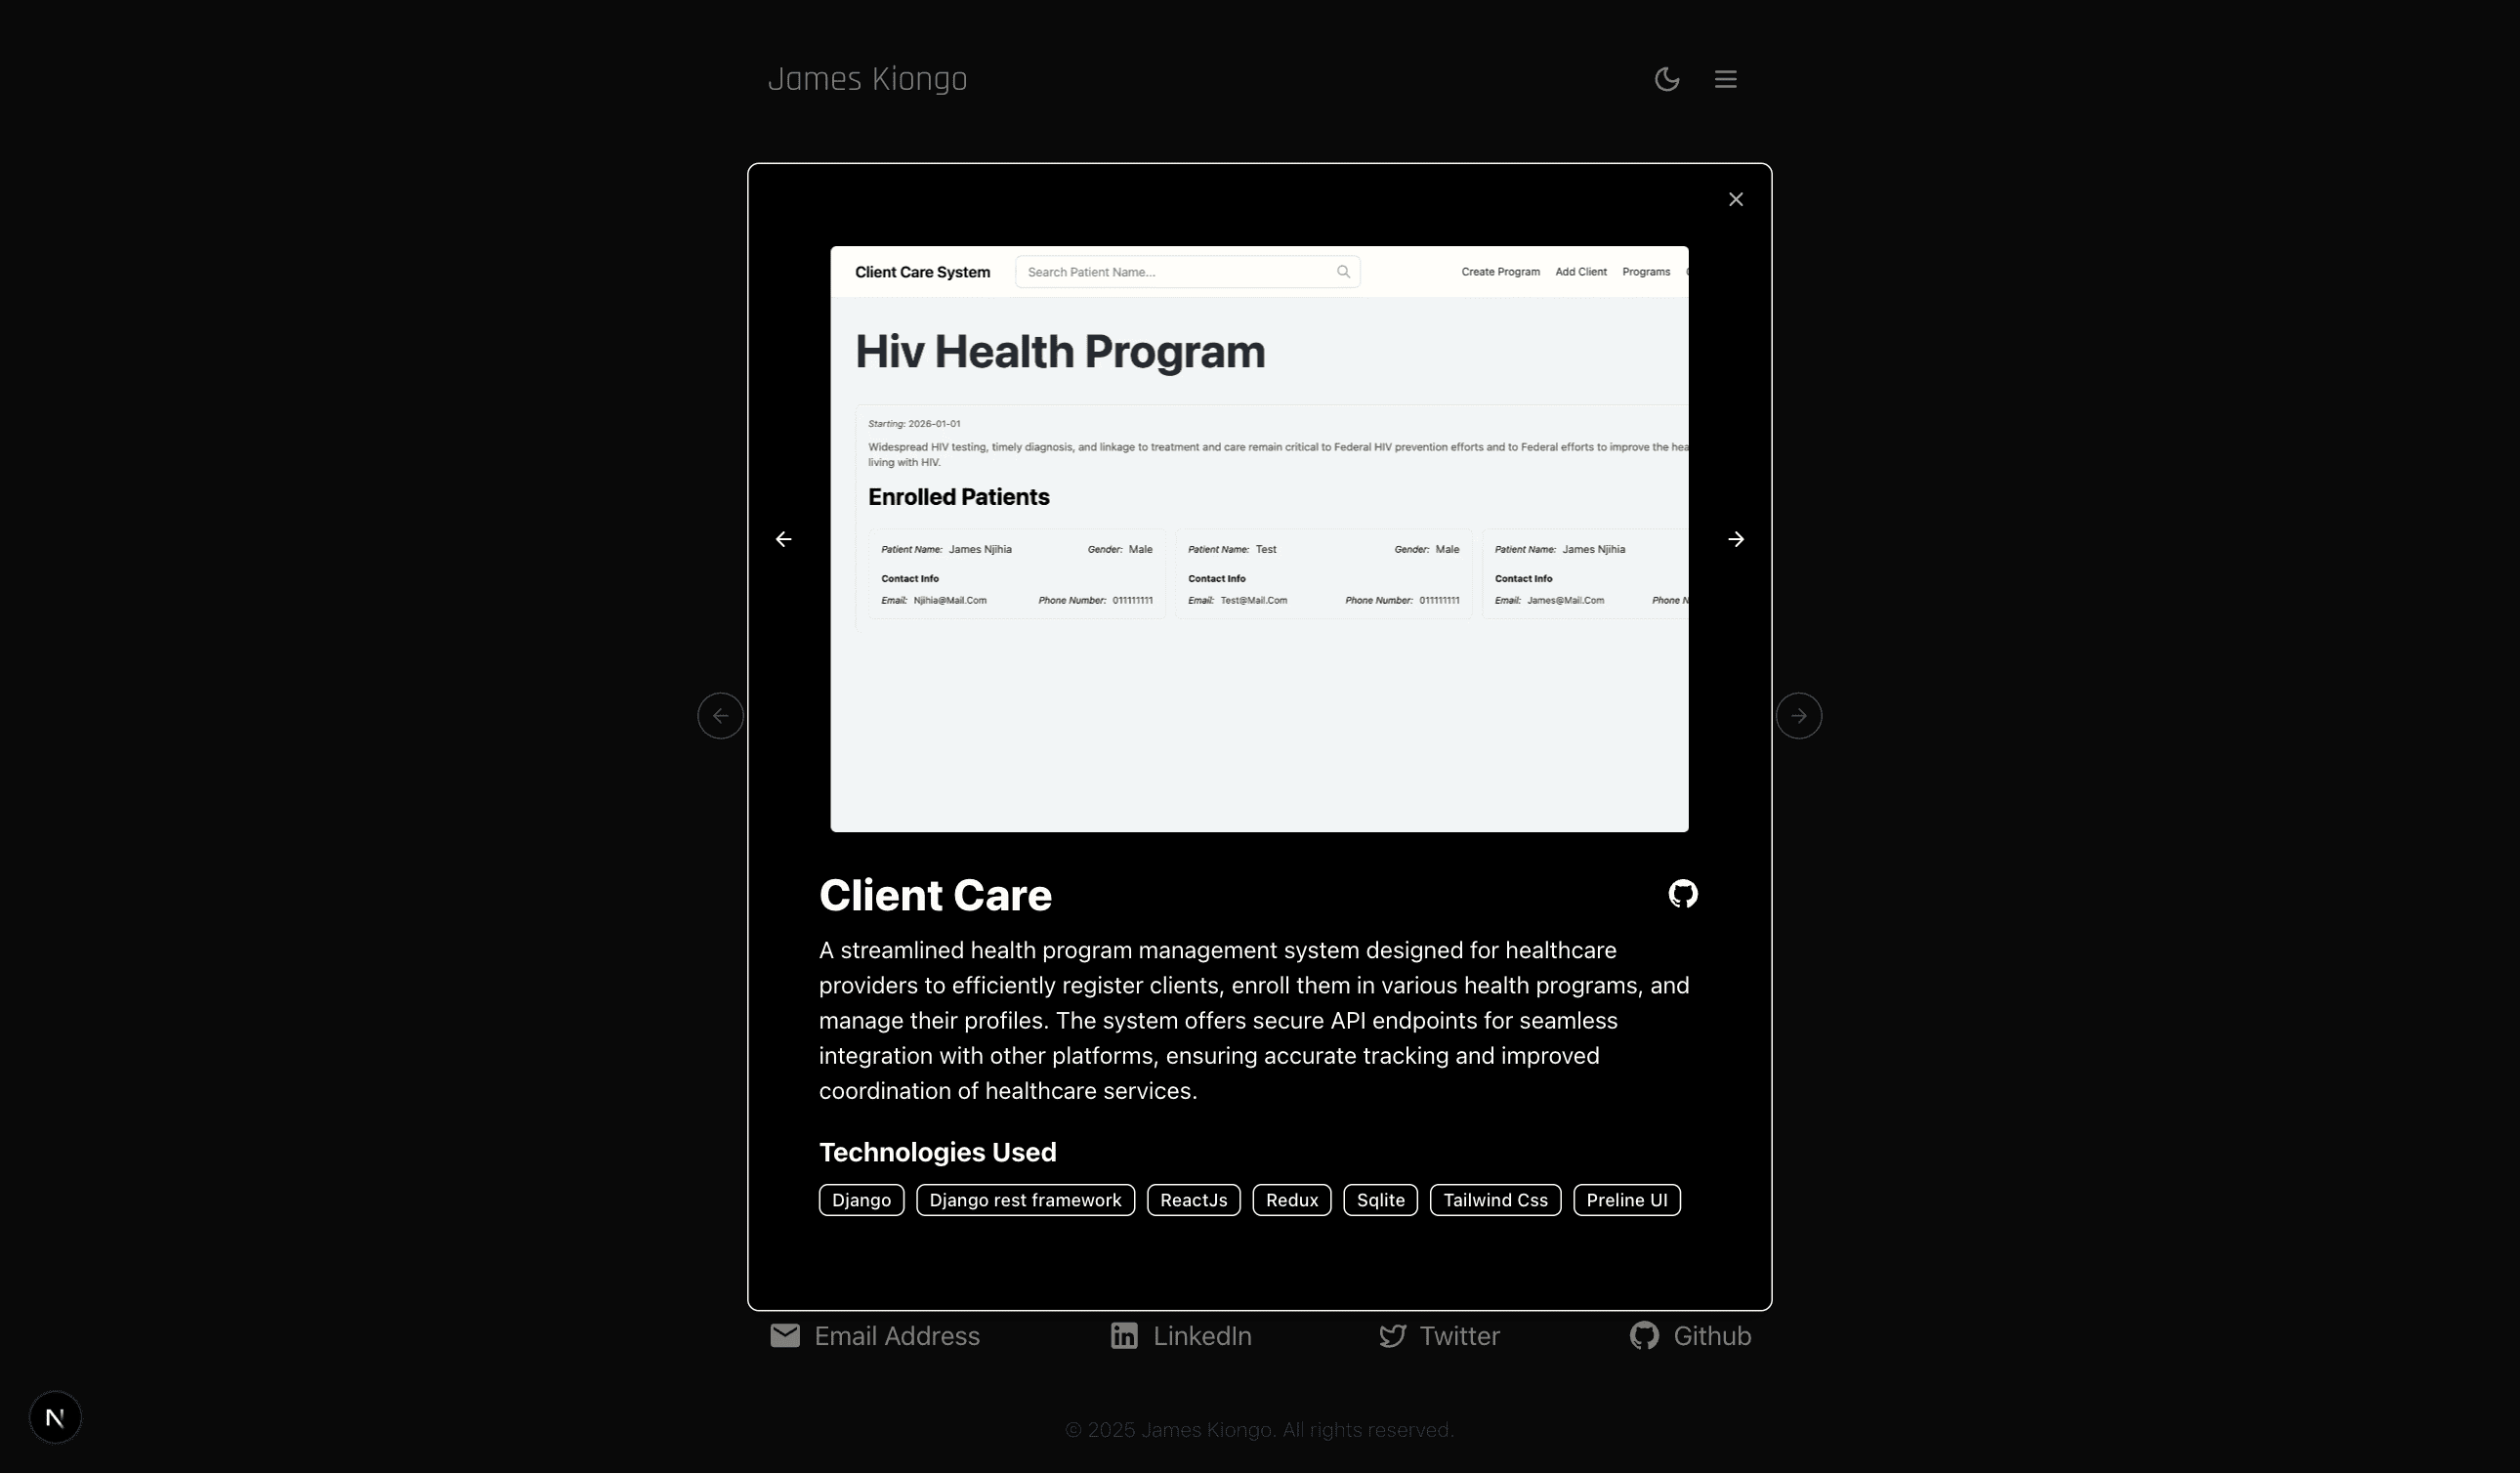 James Kiongo
Client Care System
Search Patient Name...
Create Program Add Client Programs
Hiv Health Program
Starting: 2026-01-01
Widespread HIV testing, timely diagnosis, and linkage to treatment and care remain critical to Federal HIV prevention efforts and to Federal efforts to improve the hea
living with HIV.
Enrolled Patients
Patient Name: James Njihia Gender: Male
Contact Info
Email: Njihia@Mail.Com Phone Number: 011111111
Patient Name: Test Gender: Male
Contact Info
Email: Test@Mail.Com Phone Number: 011111111
Patient Name: James Njihia
Contact Info
Email: James@Mail.Com Phone N
Client Care
A streamlined health program management system designed for healthcare
providers to efficiently register clients, enroll them in various health programs, and
manage their profiles. The system offers secure API endpoints for seamless
integration with other platforms, ensuring accurate tracking and improved
coordination of healthcare services.
Technologies Used
Django Django rest framework ReactJs Redux Sqlite Tailwind Css Preline UI
Email Address LinkedIn Twitter Github
N
© 2025 James Kiongo. All rights reserved.